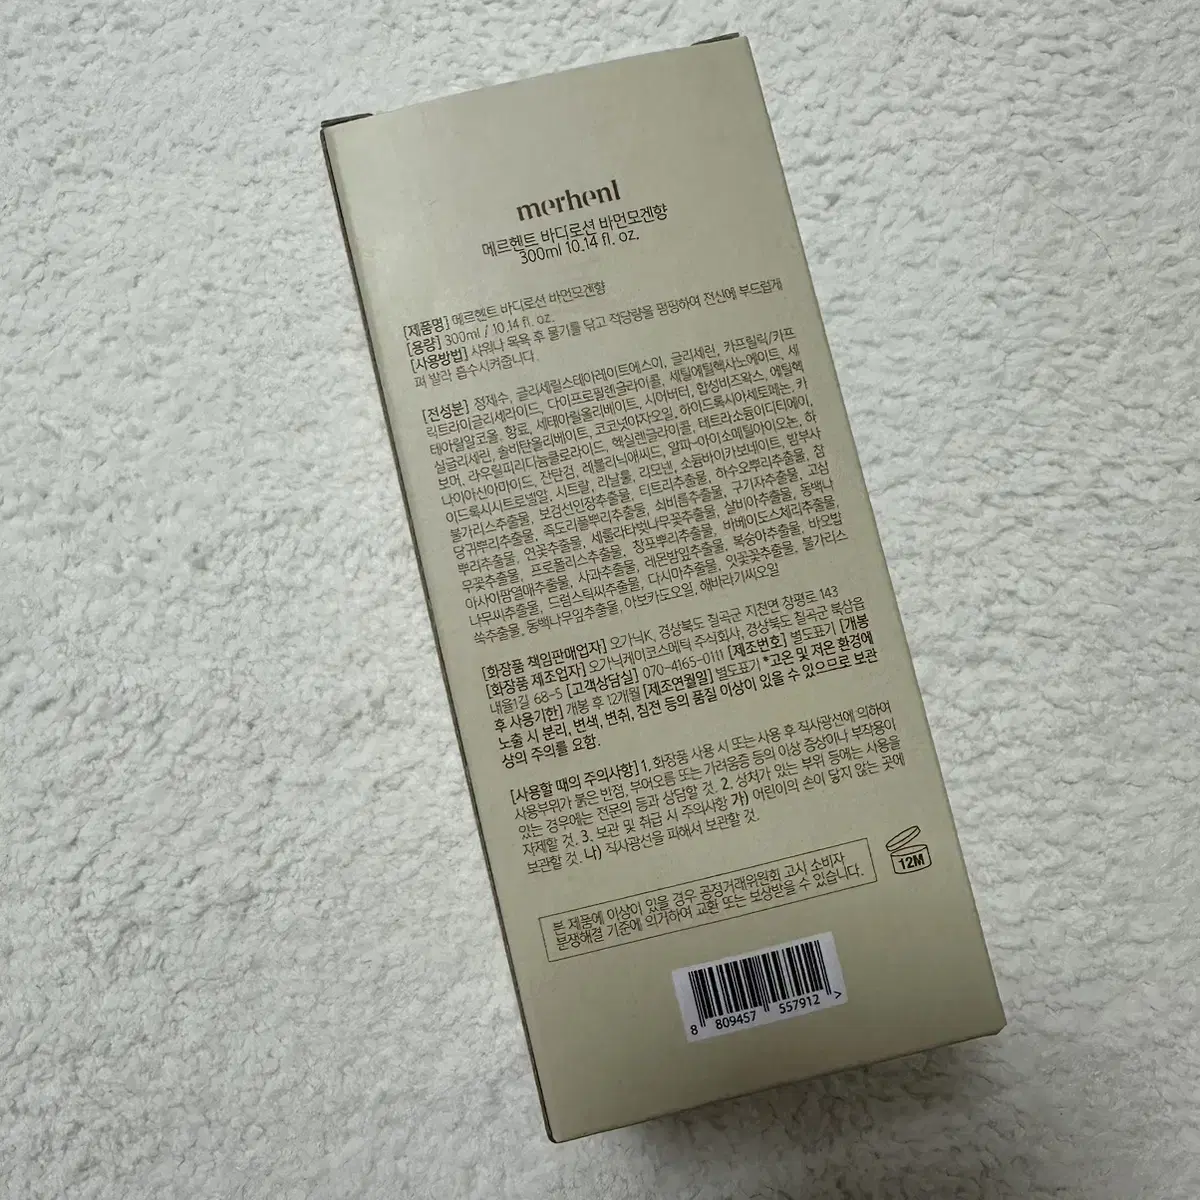 merhenl
메르헨트 바디로션 바먼모겐향
300ml 10.14 fl. oz.
[제품명] 메르헨트 바디로션 바먼모겐향
[용량] 300ml / 10.14 fl. oz.
[사용방법] 샤워나 목욕 후 물기를 닦고 적당량을 펌핑하여 전신에 부드럽게
펴 발라 흡수시켜줍니다.
[전성분] 정제수, 글리세릴스테아레이트에스이, 글리세린, 카프릴릭/카프
릭트라이글리세라이드, 다이프로필렌글라이콜, 세틸에틸헥사노에이트, 세
테아릴알코올, 향료, 세테아릴올리베이트, 시어버터, 합성비즈왁스, 에틸헥
실글리세린, 솔비탄올리베이트, 코코넛야자오일, 하이드록시아세토페논, 카
보머, 라우릴피리디늄클로라이드, 헥실렌글라이콜, 테트라소듐이디티에이,
나이아신아마이드, 잔탄검, 레불리닉애씨드, 알파-아이소메틸아이오논, 하
이드록시시트로넬알, 시트랄, 리날룰, 리모넨, 소듐바이카보네이트, 밤부사
불가리스추출물, 보검선인장추출물, 티트리추출물, 하수오뿌리추출물, 참
당귀뿌리추출물, 족도리풀뿌리추출물, 쇠비름추출물, 구기자추출물, 고삼
뿌리추출물, 연꽃추출물, 세룰라타벚나무꽃추출물, 살비아추출물, 동백나
무꽃추출물, 프로폴리스추출물, 창포뿌리추출물, 바베이도스체리추출물,
아사이팜열매추출물, 사과추출물, 레몬밤잎추출물, 복숭아추출물, 바오밥
나무씨추출물, 드럼스틱씨추출물, 다시마추출물, 잇꽃꽃추출물, 불가리스
쑥추출물, 동백나무잎추출물, 아보카도오일, 해바라기씨오일
[화장품 책임판매업자] 오가닉K, 경상북도 칠곡군 지천면 창평로 143
[화장품 제조업자] 오가닉케이코스메틱 주식회사, 경상북도 칠곡군 북삼읍
내율1길 68-5 [고객상담실] 070-4165-0111 [제조번호] 별도표기 [개봉
후 사용기한] 개봉 후 12개월 [제조연월일] 별도표기 *고온 및 저온 환경에
노출 시 분리, 변색, 변취, 침전 등의 품질 이상이 있을 수 있으므로 보관
상의 주의를 요함.
[사용할 때의 주의사항] 1. 화장품 사용 시 또는 사용 후 직사광선에 의하여
사용부위가 붉은 반점, 부어오름 또는 가려움증 등의 이상 증상이나 부작용이
있는 경우에는 전문의 등과 상담할 것. 2. 상처가 있는 부위 등에는 사용을
자제할 것. 3. 보관 및 취급 시 주의사항 가) 어린이의 손이 닿지 않는 곳에
보관할 것. 나) 직사광선을 피해서 보관할 것.
12M
본 제품에 이상이 있을 경우 공정거래위원회 고시 소비자
분쟁해결 기준에 의거하여 교환 또는 보상받을 수 있습니다.
8 809457 557912 >